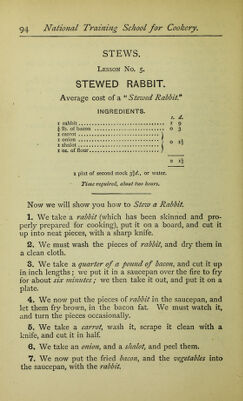 94 National Training School for Cookery.
STEWS.
LESSON No. 5.
STEWED RABBIT.
Average cost of a "Stewed Rabbit."
INGREDIENTS.
s. d.
1 rabbit 1 9
¼ lb. of bacon 0 3
1 carrot
1 onion
1 shalot
1 oz. of flour
1 pint of second stock 3½d., or water.
Time required, about two hours.
Now we will show you how to Stew a Rabbit.
1. We take a rabbit (which has been skinned and pro-
perly prepared for cooking), put it on a board, and cut it
up into neat pieces, with a sharp knife.
2. We must wash the pieces of rabbit, and dry them in
a clean cloth.
3. We take a quarter of a pound of bacon, and cut it up
in inch lengths; we put it in a saucepan over the fire to fry
for about six minutes; we then take it out, and put it on a
plate.
4. We now put the pieces of rabbit in the saucepan, and
let them fry brown, in the bacon fat. We must watch it,
and turn the pieces occasionally.
5. We take a carrot, wash it, scrape it clean with a
knife, and cut it in half.
6. We take an onion, and a shalot, and peel them.
7. We now put the fried bacon, and the vegetables into
the saucepan, with the rabbit.